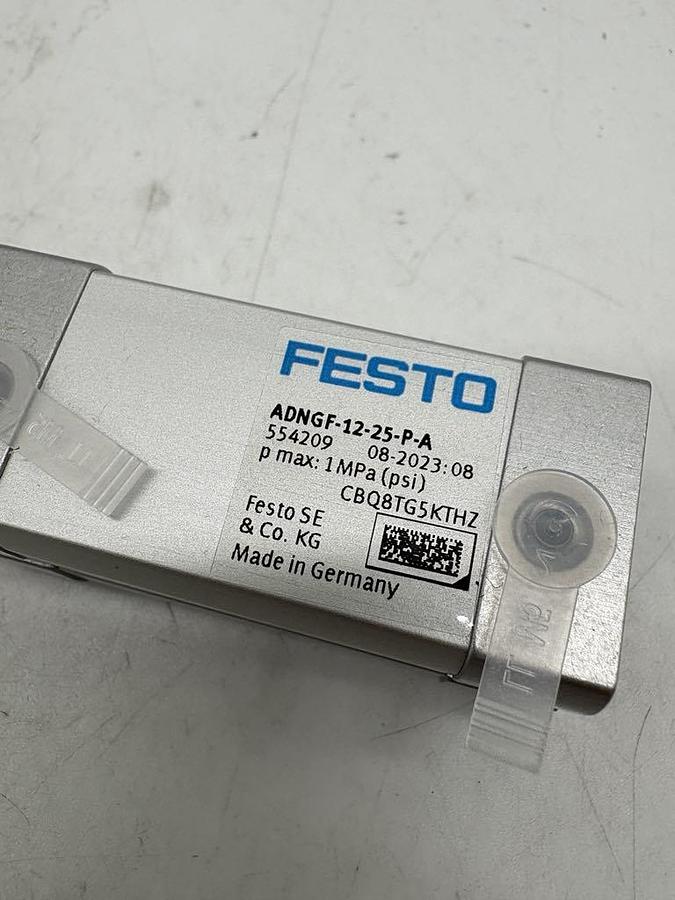 FESTO
ADNGF-12-25-P-A
554209 08-2023:08
p max: 1MPa (psi)
CBQ8TG5KTHZ
Festo SE
& Co. KG
Made in Germany